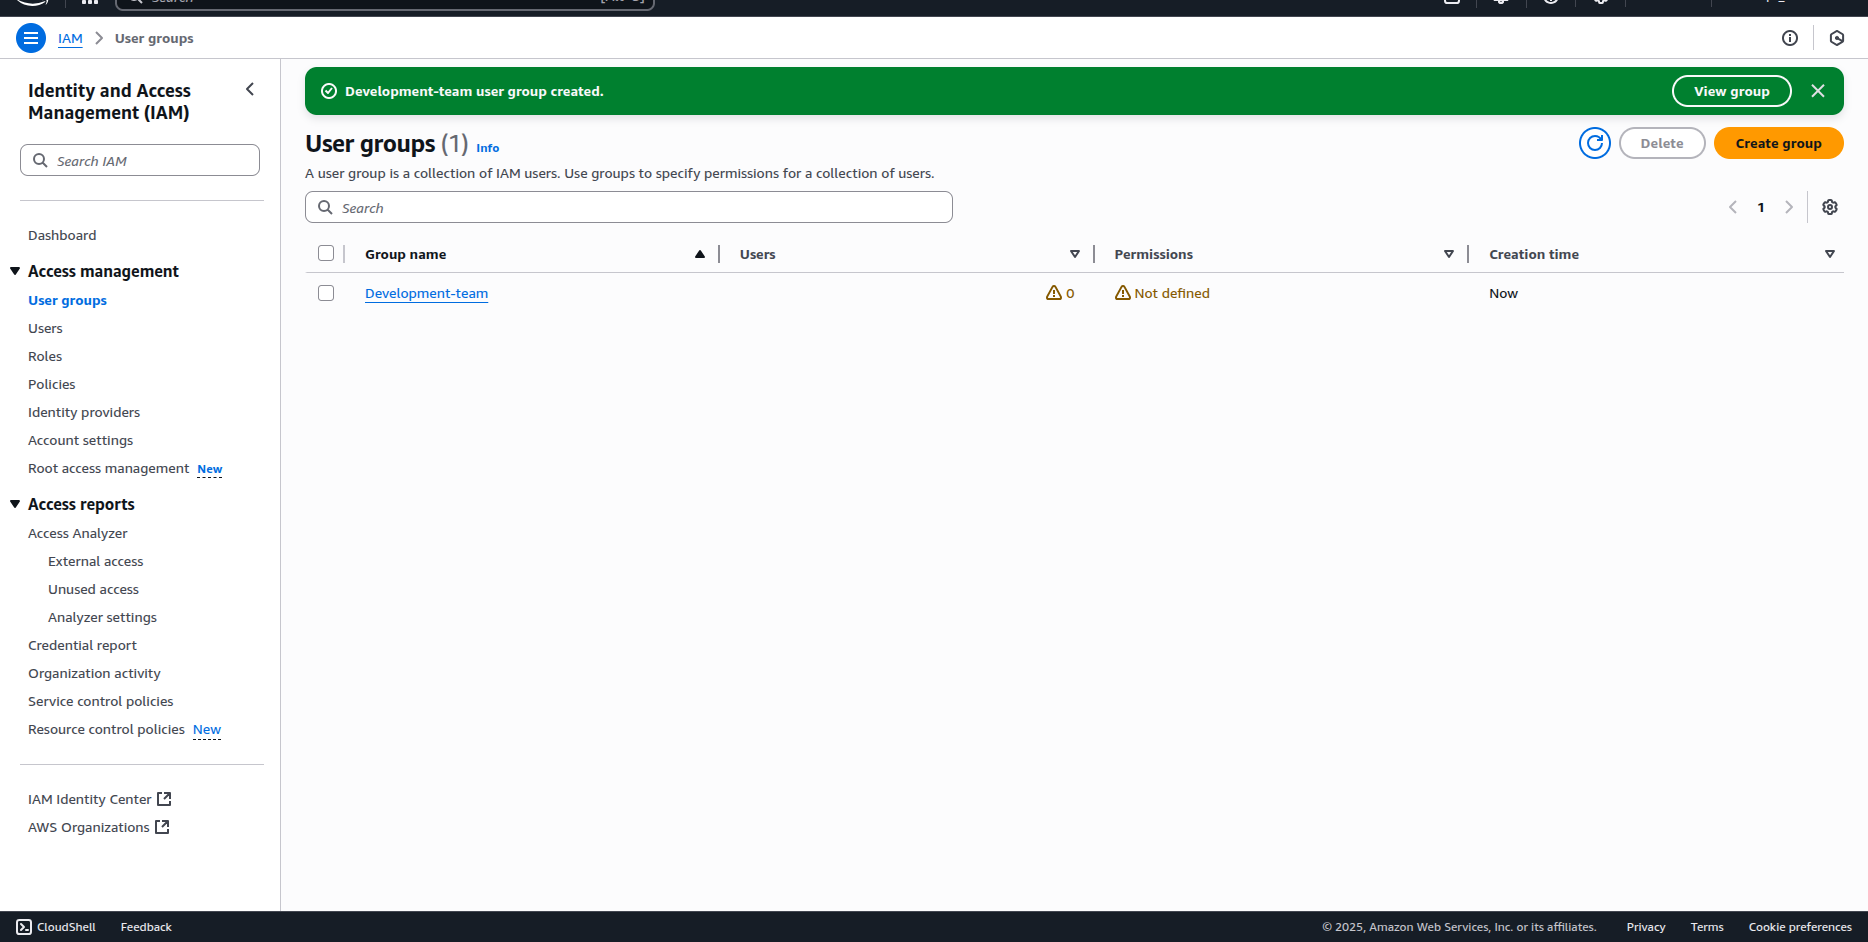 IAM > User groups
Identity and Access
Management (IAM)
Search IAM
Dashboard
Access management
User groups
Users
Roles
Policies
Identity providers
Account settings
Root access management New
Access reports
Access Analyzer
External access
Unused access
Analyzer settings
Credential report
Organization activity
Service control policies
Resource control policies New
IAM Identity Center
AWS Organizations
Development-team user group created.
View group
User groups (1) Info
Delete
Create group
A user group is a collection of IAM users. Use groups to specify permissions for a collection of users.
Search
1
Group name Users Permissions Creation time
Development-team 0 Not defined Now
CloudShell Feedback © 2025, Amazon Web Services, Inc. or its affiliates. Privacy Terms Cookie preferences